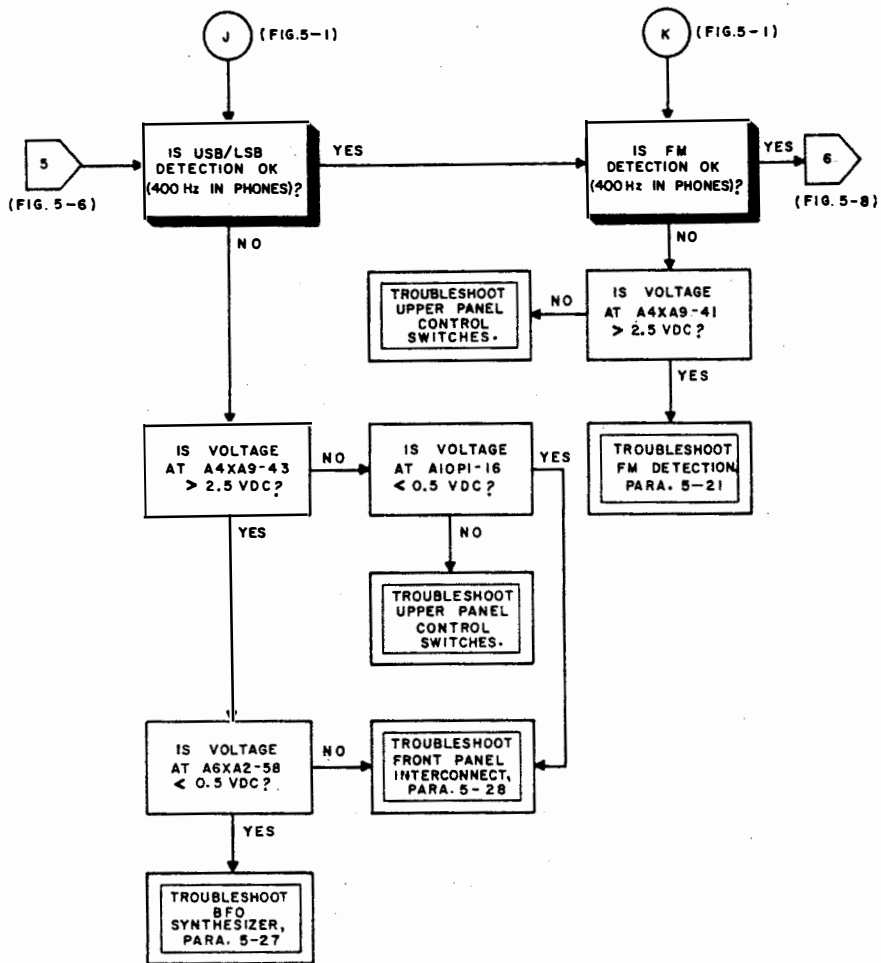 J
(FIG.5-1)
K
(FIG.5-1)
5
(FIG. 5-6)
IS USB/LSB
DETECTION OK
(400 Hz IN PHONES)?
YES
IS FM
DETECTION OK
(400 Hz IN PHONES)?
YES
6
(FIG.5-8)
NO
NO
TROUBLESHOOT
UPPER PANEL
CONTROL
SWITCHES.
NO
IS VOLTAGE
AT A4XA9-41
> 2.5 VDC?
YES
TROUBLESHOOT
FM DETECTION,
PARA. 5-21
IS VOLTAGE
AT A4XA9-43
> 2.5 VDC?
NO
IS VOLTAGE
AT A10P1-16
< 0.5 VDC?
YES
YES
NO
TROUBLESHOOT
UPPER PANEL
CONTROL
SWITCHES.
IS VOLTAGE
AT A6XA2-58
< 0.5 VDC?
NO
TROUBLESHOOT
FRONT PANEL
INTERCONNECT,
PARA. 5-28
YES
TROUBLESHOOT
BFO
SYNTHESIZER,
PARA. 5-27